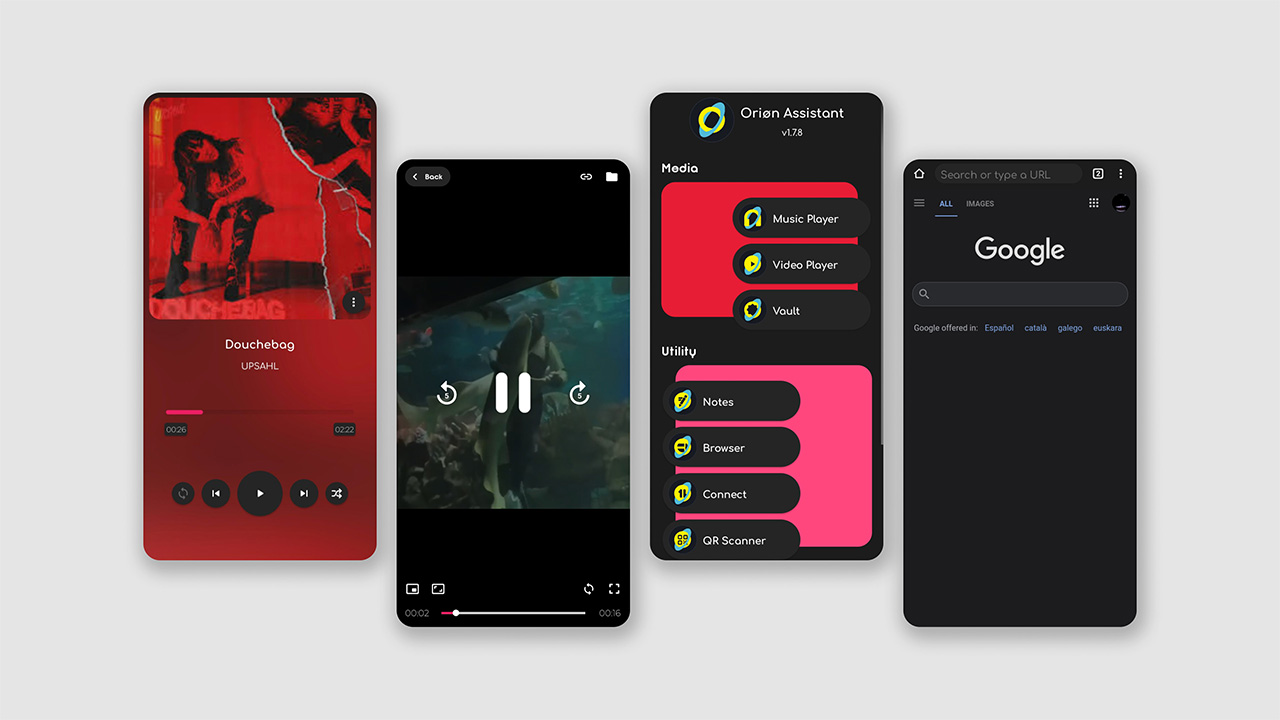 DOUCHEBAG
Douchebag
UPSAHL
00:26
02:22
Back
5
5
00:02
00:16
Oriøn Assistant
v1.7.8
Media
Music Player
Video Player
Vault
Utility
Notes
Browser
Connect
QR Scanner
Search or type a URL
2
ALL
IMAGES
Google
Google offered in: Español català galego euskara